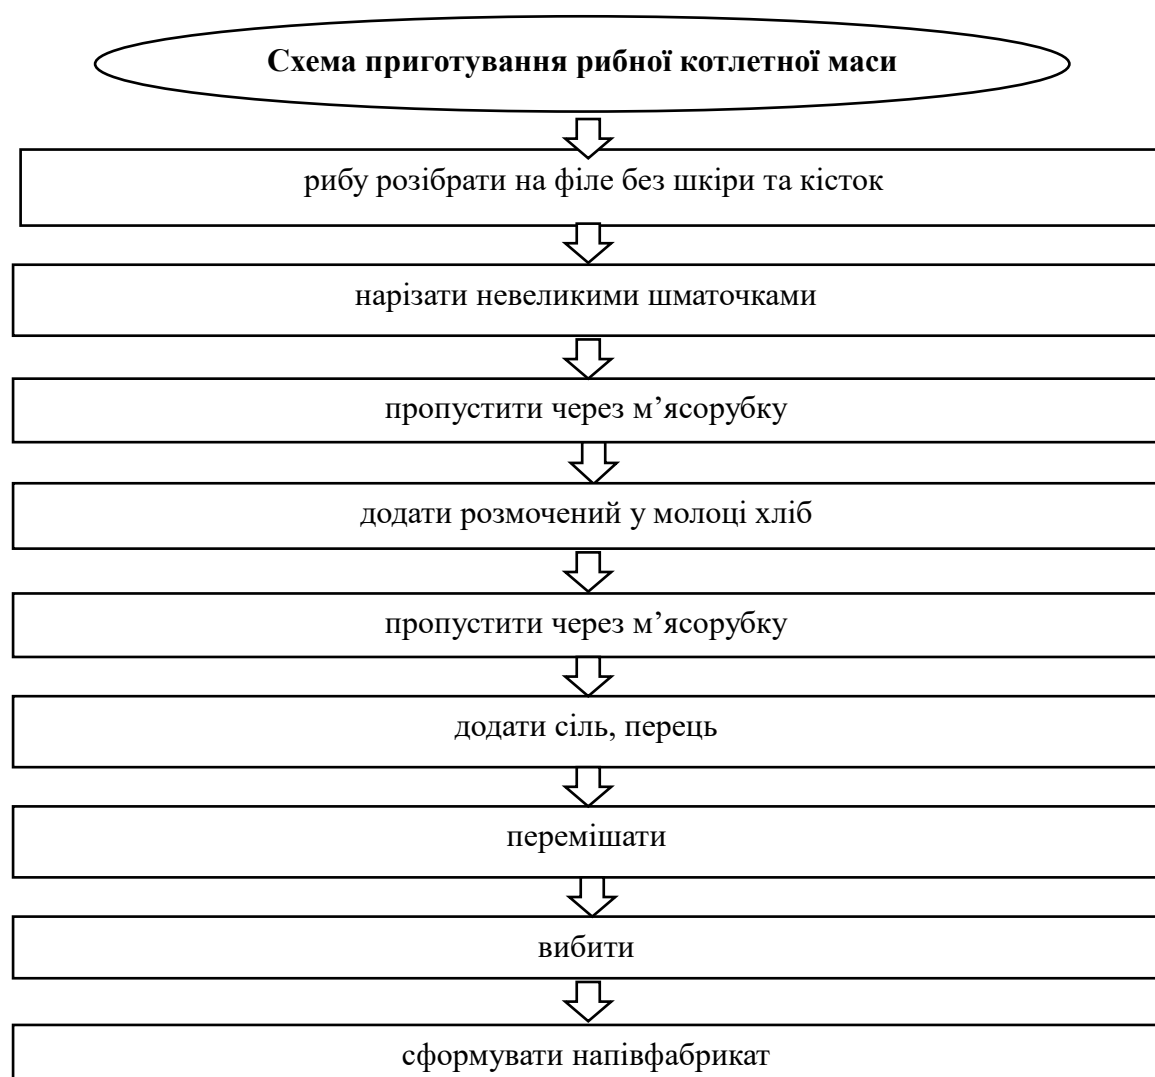 Схема приготування рибної котлетної маси
рибу розібрати на філе без шкіри та кісток
нарізати невеликими шматочками
пропустити через м’ясорубку
додати розмочений у молоці хліб
пропустити через м’ясорубку
додати сіль, перець
перемішати
вибити
сформувати напівфабрикат